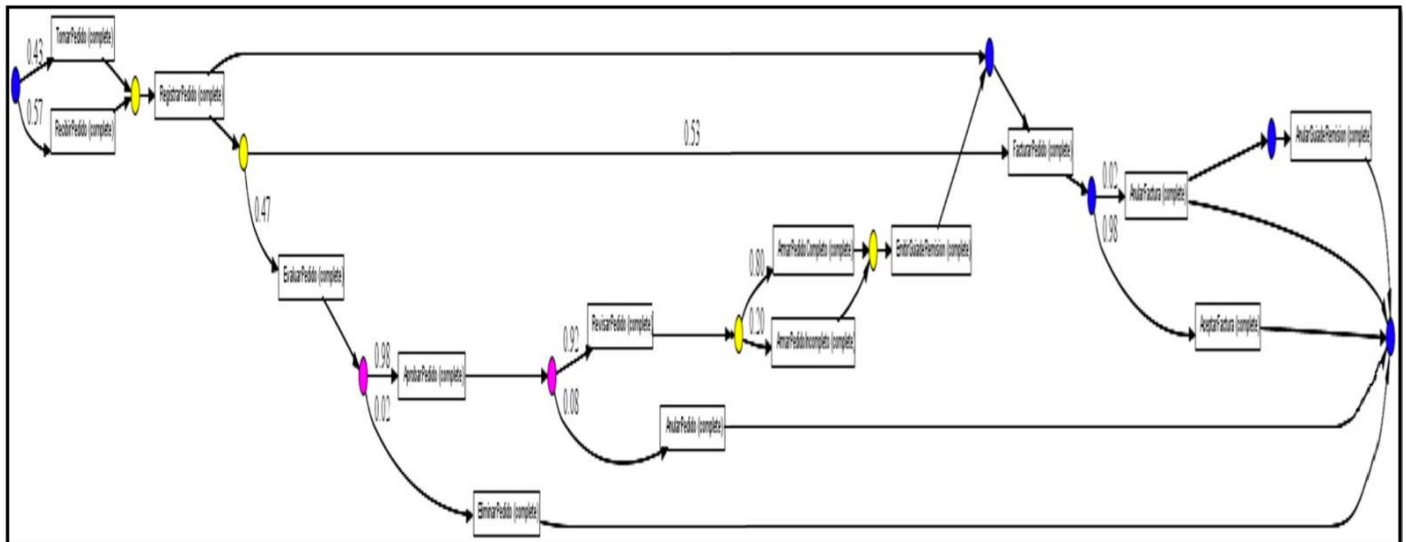 TomarPedido (complete)
0.43
0.57
RecibirPedido (complete)
RegistrarPedido (complete)
0.53
0.47
EvaluarPedido (complete)
0.98
0.02
AprobarPedido (complete)
EliminarPedido (complete)
0.92
0.08
RevisarPedido (complete)
AnularPedido (complete)
0.80
0.20
ArmarPedidoCompleto (complete)
ArmarPedidoIncompleto (complete)
EmitirGuiadeRemision (complete)
FacturarPedido (complete)
0.02
0.98
AnularFactura (complete)
AceptarFactura (complete)
AnularGuiadeRemision (complete)